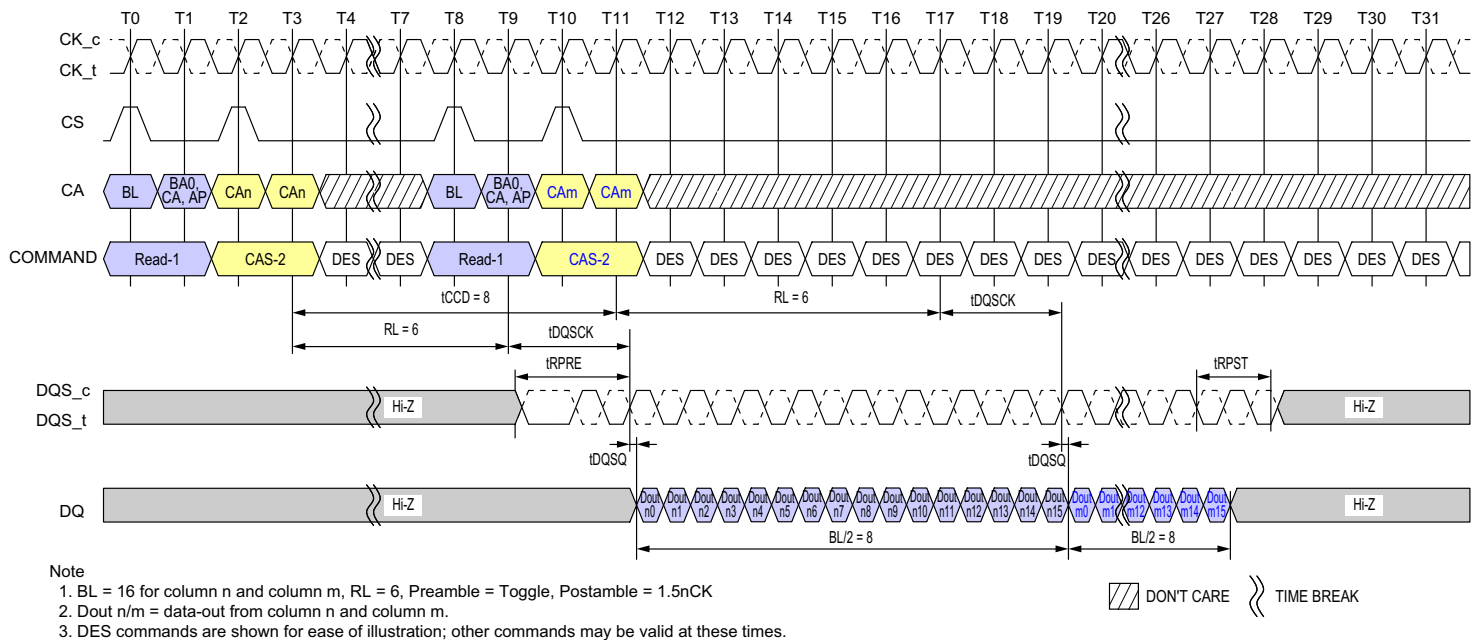 T0 T1 T2 T3 T4 T7 T8 T9 T10 T11 T12 T13 T14 T15 T16 T17 T18 T19 T20 T26 T27 T28 T29 T30 T31
CK_c
CK_t
CS
CA BL BA0, CA, AP CAn CAn BL BA0, CA, AP CAm CAm
COMMAND Read-1 CAS-2 DES DES Read-1 CAS-2 DES DES DES DES DES DES DES DES DES DES DES DES DES DES DES
tCCD = 8 RL = 6 tDQSCK
RL = 6 tDQSCK
tRPRE tRPST
DQS_c
DQS_t
Hi-Z Hi-Z
tDQSQ tDQSQ
DQ Hi-Z Dout n0 Dout n1 Dout n2 Dout n3 Dout n4 Dout n5 Dout n6 Dout n7 Dout n8 Dout n9 Dout n10 Dout n11 Dout n12 Dout n13 Dout n14 Dout n15 Dout m0 Dout m1 Dout m12 Dout m13 Dout m14 Dout m15 Hi-Z
BL/2 = 8 BL/2 = 8
Note
1. BL = 16 for column n and column m, RL = 6, Preamble = Toggle, Postamble = 1.5nCK
2. Dout n/m = data-out from column n and column m.
3. DES commands are shown for ease of illustration; other commands may be valid at these times.
DON'T CARE TIME BREAK